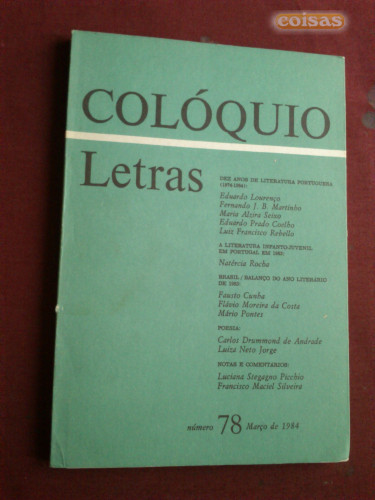 coisas
COLÓQUIO
Letras
DEZ ANOS DE LITERATURA PORTUGUESA
(1974-1984):
Eduardo Lourenço
Fernando J. B. Martinho
Maria Alzira Seixo
Eduardo Prado Coelho
Luiz Francisco Rebello
A LITERATURA INFANTO-JUVENIL
EM PORTUGAL EM 1983:
Natércia Rocha
BRASIL / BALANÇO DO ANO LITERÁRIO
DE 1983:
Fausto Cunha
Flávio Moreira da Costa
Mário Pontes
POESIA:
Carlos Drummond de Andrade
Luiza Neto Jorge
NOTAS E COMENTÁRIOS:
Luciana Stegagno Picchio
Francisco Maciel Silveira
número 78 Março de 1984